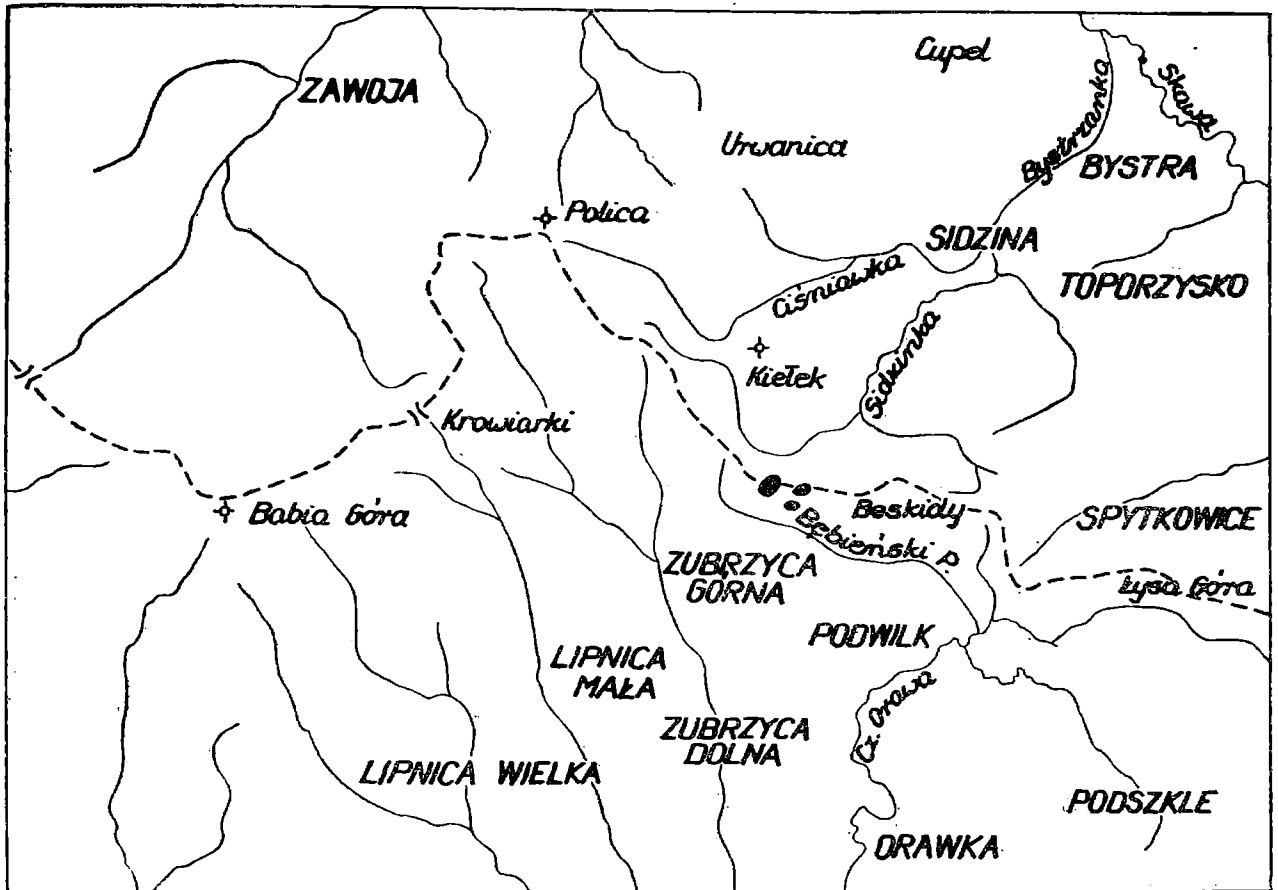 Cupel
ZAWOJA
Skawa
Bystrzanka
Urwanica
BYSTRA
Polica
SIDZINA
Ciśniawka
TOPORZYSKO
Sidzinka
Kiełek
Krowiarki
Babia Góra
Beskidy
SPYTKOWICE
Bębieński p.
ZUBRZYCA
GÓRNA
Łysa Góra
PODWILK
LIPNICA
MAŁA
Cz. Orawa
ZUBRZYCA
DOLNA
LIPNICA WIELKA
PODSZKLE
ORAWKA